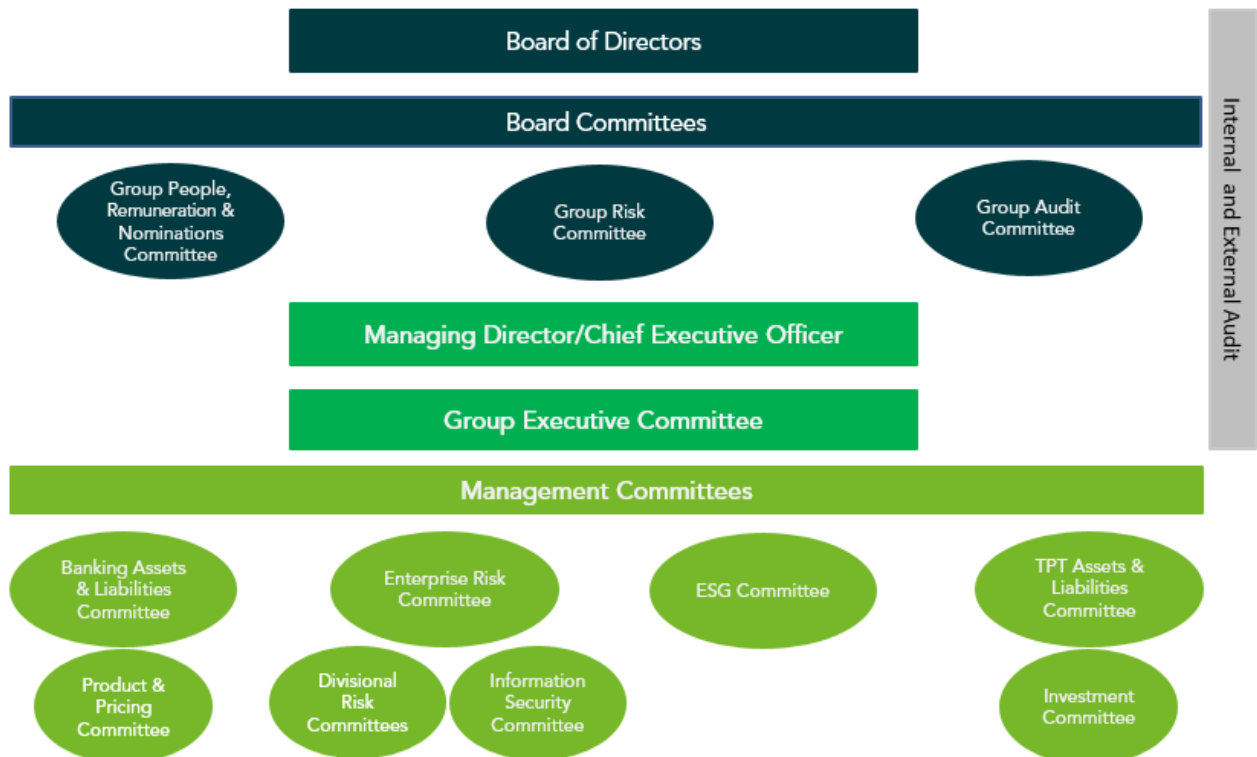 Board of Directors
Board Committees
Group People,
Remuneration &
Nominations
Committee
Group Risk
Committee
Group Audit
Committee
Internal and External Audit
Managing Director/Chief Executive Officer
Group Executive Committee
Management Committees
Banking Assets
& Liabilities
Committee
Enterprise Risk
Committee
ESG Committee
TPT Assets &
Liabilities
Committee
Product &
Pricing
Committee
Divisional
Risk
Committees
Information
Security
Committee
Investment
Committee